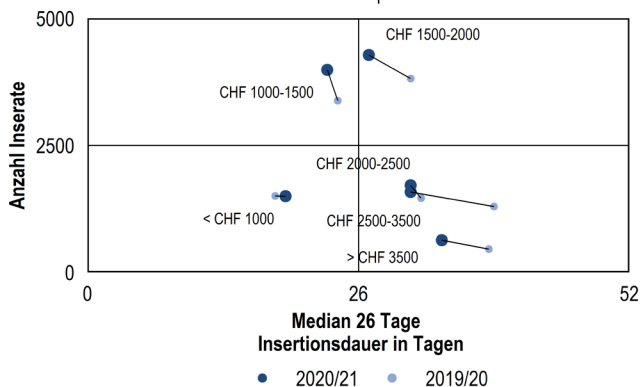 5000
CHF 1500-2000
CHF 1000-1500
Anzahl Inserate
2500
CHF 2000-2500
< CHF 1000
CHF 2500-3500
> CHF 3500
0
0
26
52
Median 26 Tage
Insertionsdauer in Tagen
2020/21
2019/20